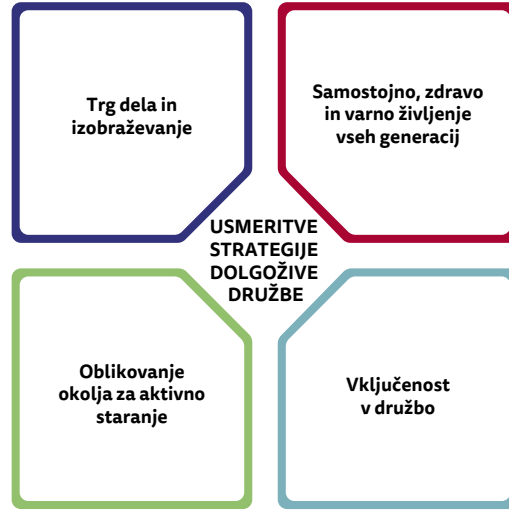 Trg dela in
izobraževanje
Samostojno, zdravo
in varno življenje
vseh generacij
USMERITVE
STRATEGIJE
DOLGOŽIVE
DRUŽBE
Oblikovanje
okolja za aktivno
staranje
Vključenost
v družbo